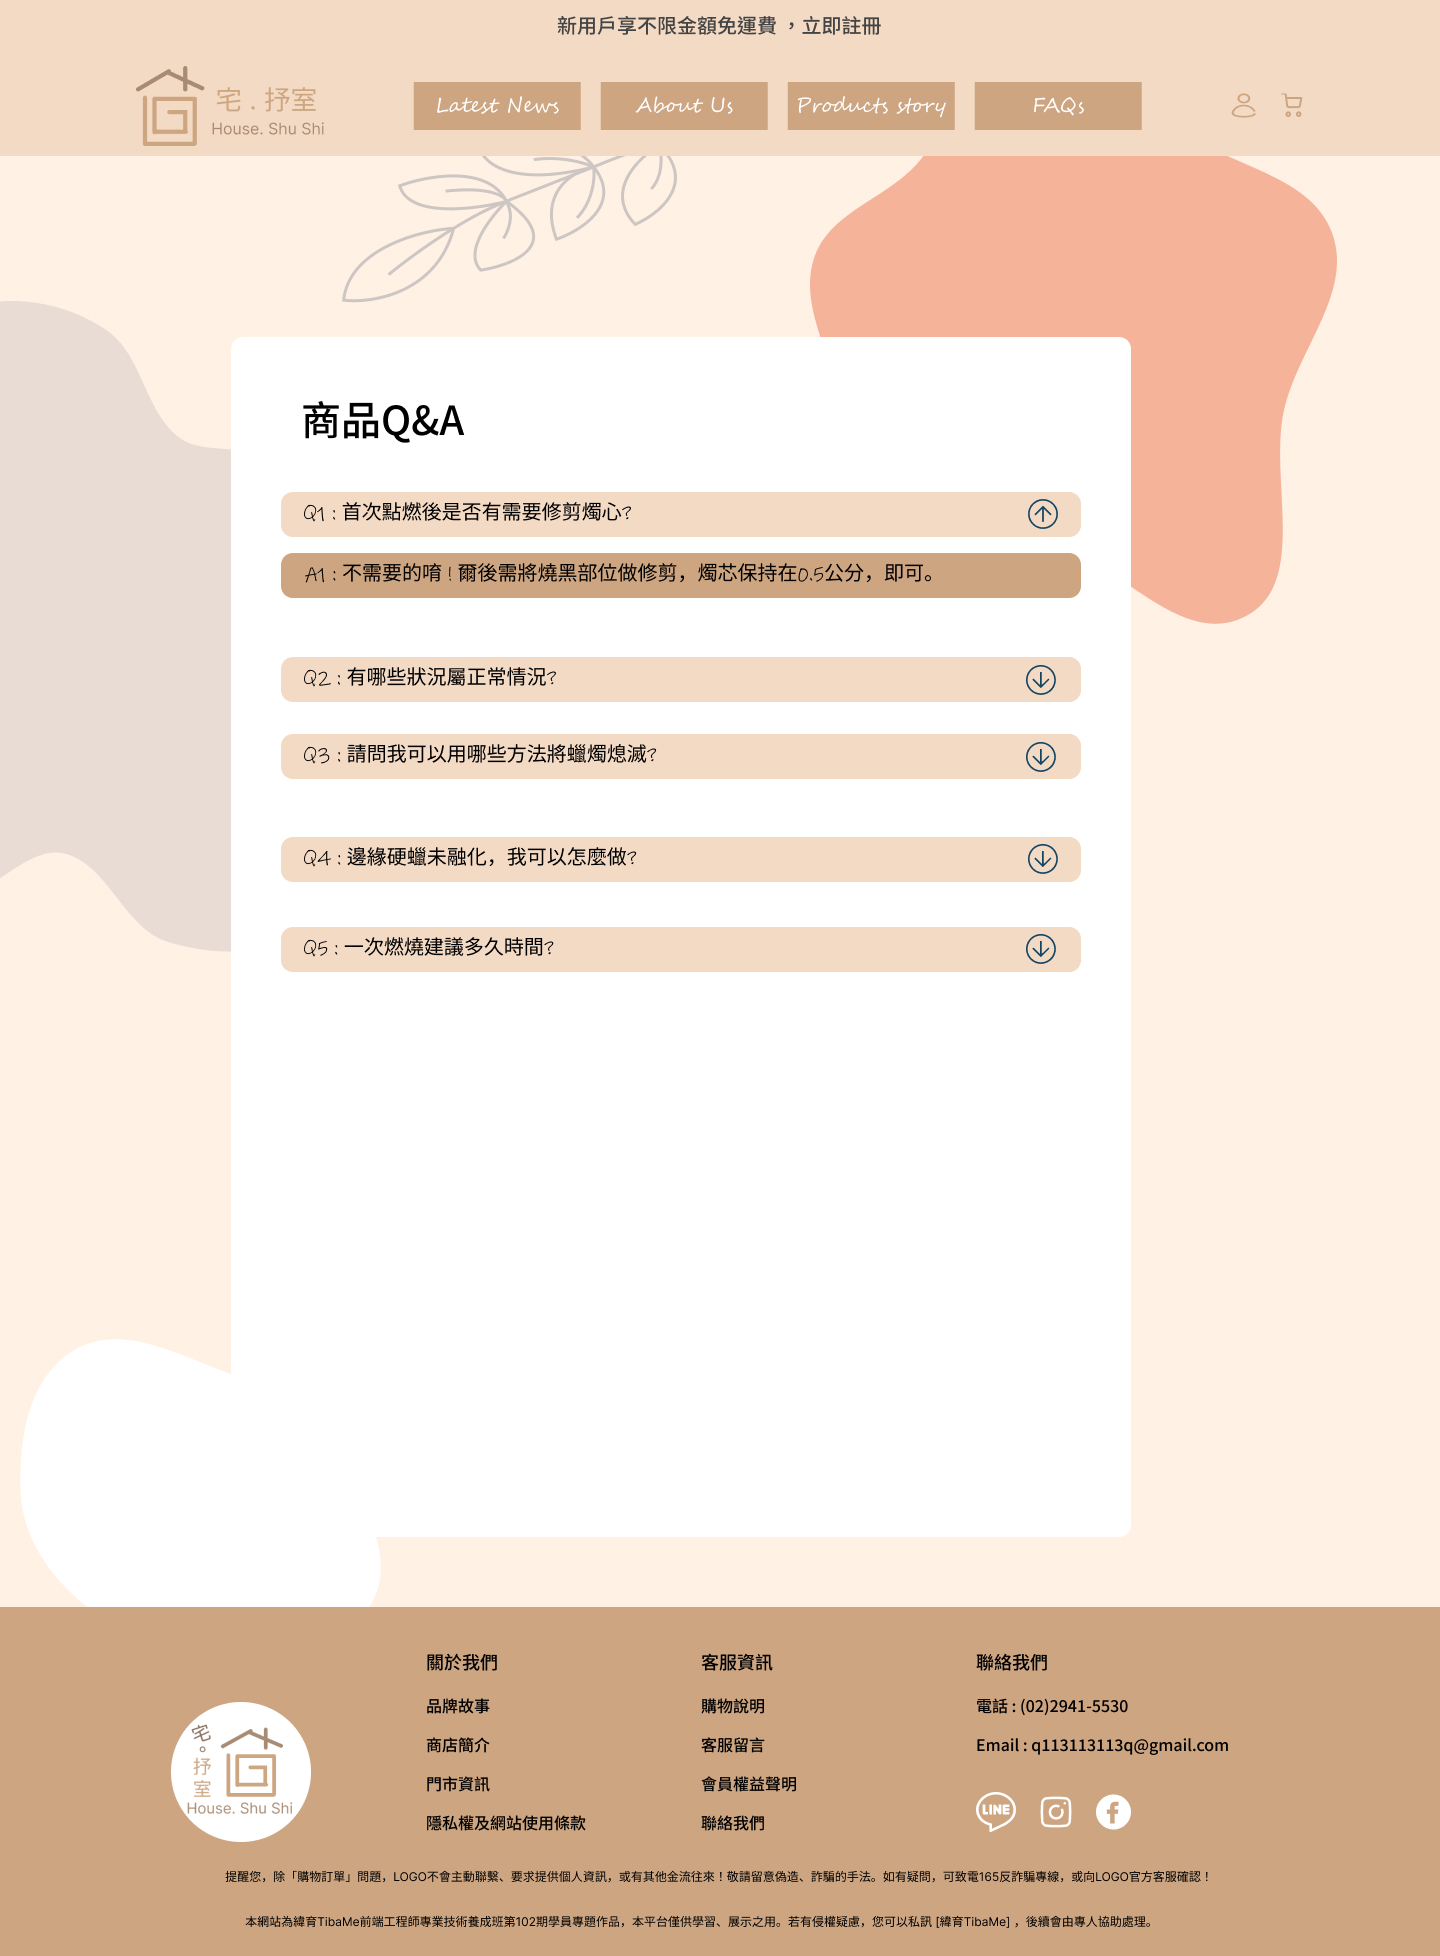 新用戶享不限金額免運費 ，立即註冊
宅 . 抒室
House. Shu Shi
Latest News
About Us
Products story
FAQs
商品Q&A
Q1 : 首次點燃後是否有需要修剪燭心?
A1 : 不需要的唷 ! 爾後需將燒黑部位做修剪，燭芯保持在0.5公分，即可。
Q2 : 有哪些狀況屬正常情況?
Q3 : 請問我可以用哪些方法將蠟燭熄滅?
Q4 : 邊緣硬蠟未融化，我可以怎麼做?
Q5 : 一次燃燒建議多久時間?
宅。抒室
House. Shu Shi
關於我們
品牌故事
商店簡介
門市資訊
隱私權及網站使用條款
客服資訊
購物說明
客服留言
會員權益聲明
聯絡我們
聯絡我們
電話 : (02)2941-5530
Email : q113113113q@gmail.com
LINE
提醒您，除「購物訂單」問題，LOGO不會主動聯繫、要求提供個人資訊，或有其他金流往來！敬請留意偽造、詐騙的手法。如有疑問，可致電165反詐騙專線，或向LOGO官方客服確認！
本網站為緯育TibaMe前端工程師專業技術養成班第102期學員專題作品，本平台僅供學習、展示之用。若有侵權疑慮，您可以私訊 [緯育TibaMe] ，後續會由專人協助處理。